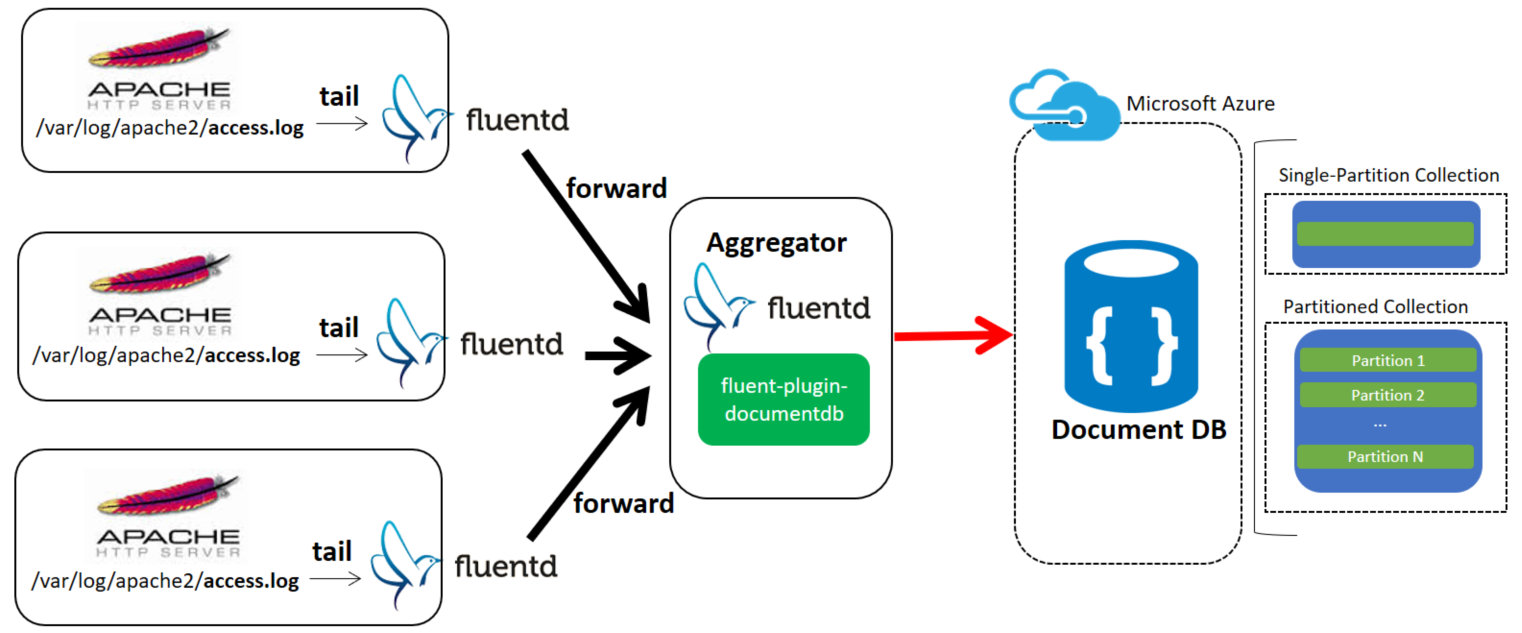 APACHE
HTTP SERVER
/var/log/apache2/access.log
tail
fluentd
forward
APACHE
HTTP SERVER
/var/log/apache2/access.log
tail
fluentd
APACHE
HTTP SERVER
/var/log/apache2/access.log
tail
fluentd
forward
Aggregator
fluentd
fluent-plugin-
documentdb
Microsoft Azure
{ }
Document DB
Single-Partition Collection
Partitioned Collection
Partition 1
Partition 2
...
Partition N